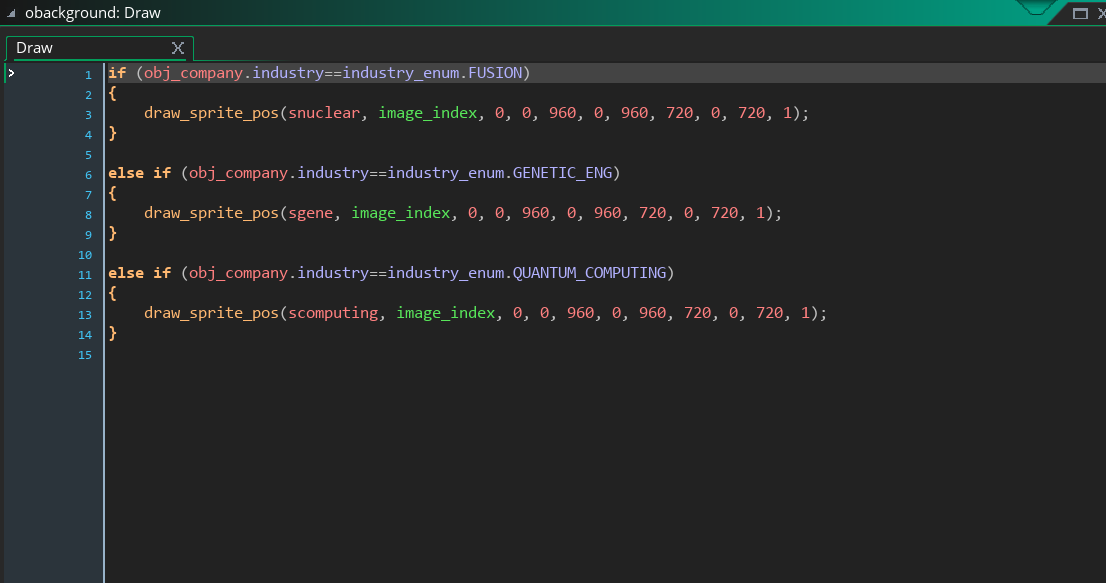 obackground: Draw
Draw
1 if (obj_company.industry==industry_enum.FUSION)
2 {
3 draw_sprite_pos(snuclear, image_index, 0, 0, 960, 0, 960, 720, 0, 720, 1);
4 }
5
6 else if (obj_company.industry==industry_enum.GENETIC_ENG)
7 {
8 draw_sprite_pos(sgene, image_index, 0, 0, 960, 0, 960, 720, 0, 720, 1);
9 }
10
11 else if (obj_company.industry==industry_enum.QUANTUM_COMPUTING)
12 {
13 draw_sprite_pos(scomputing, image_index, 0, 0, 960, 0, 960, 720, 0, 720, 1);
14 }
15